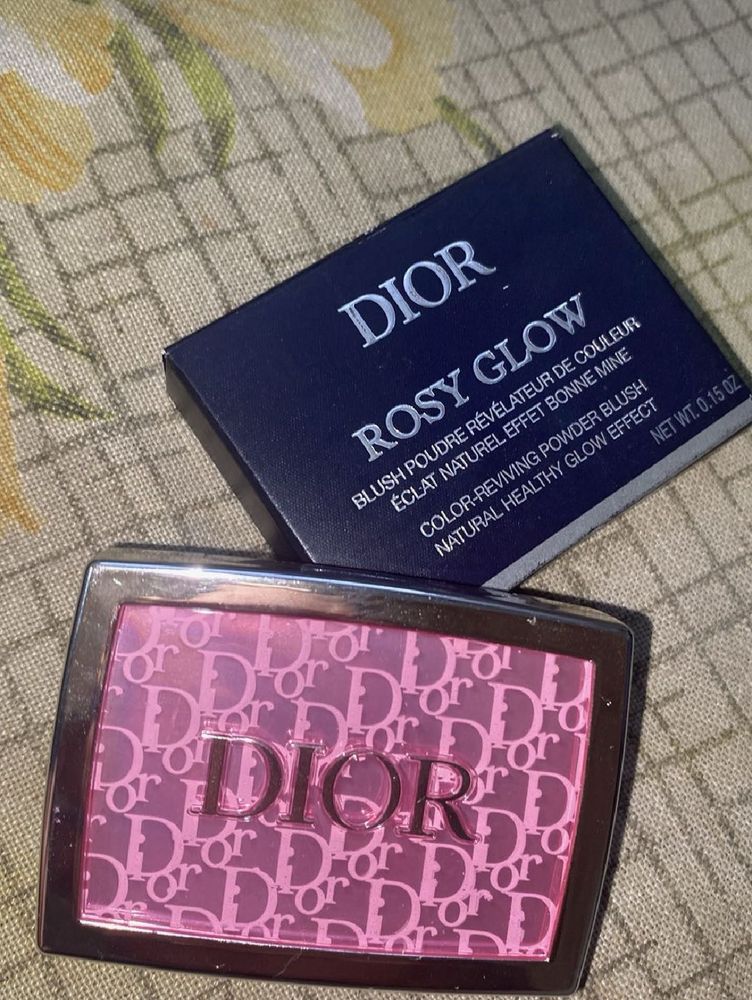 DIOR
ROSY GLOW
BLUSH POUDRE RÉVÉLATEUR DE COULEUR
ÉCLAT NATUREL EFFET BONNE MINE
COLOR-REVIVING POWDER BLUSH
NATURAL HEALTHY GLOW EFFECT
NET WT. 0.15 OZ
DIOR